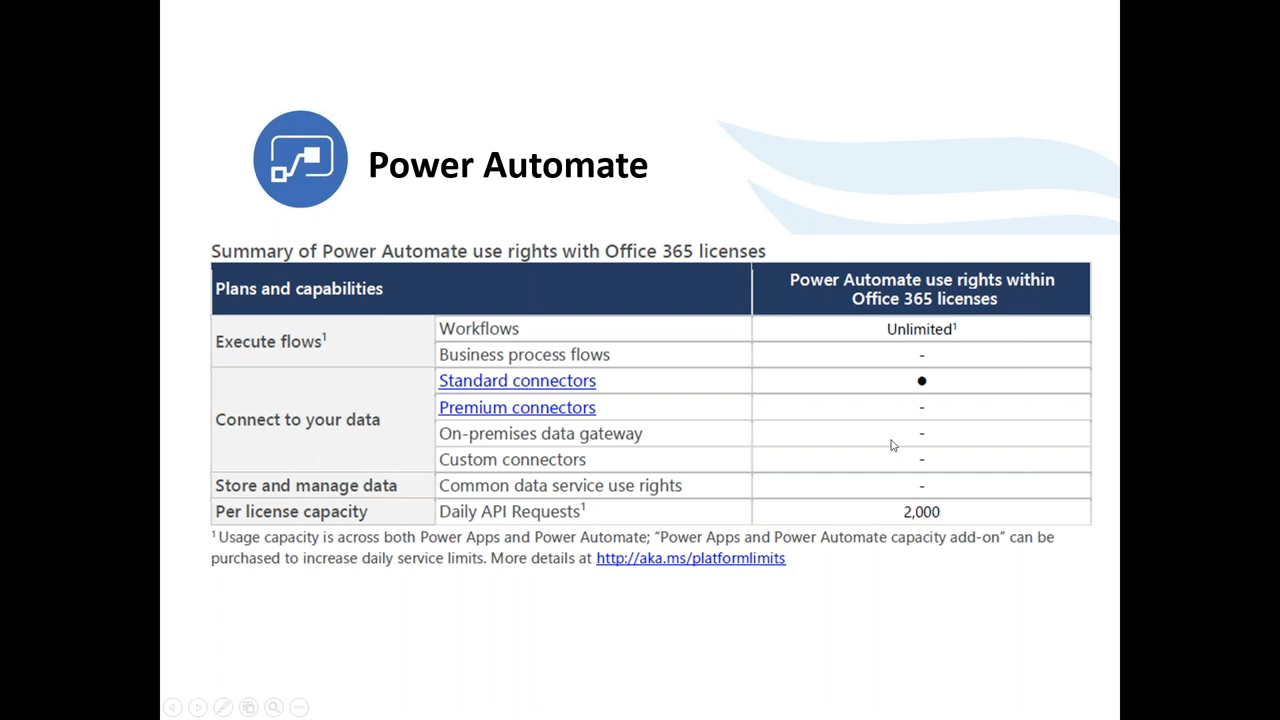 Power Automate
Summary of Power Automate use rights with Office 365 licenses
Plans and capabilities
Power Automate use rights within
Office 365 licenses
Execute flows¹
Workflows
Unlimited¹
Business process flows
-
Connect to your data
Standard connectors
●
Premium connectors
-
On-premises data gateway
-
Custom connectors
-
Store and manage data
Common data service use rights
-
Per license capacity
Daily API Requests¹
2,000
¹ Usage capacity is across both Power Apps and Power Automate; “Power Apps and Power Automate capacity add-on” can be
purchased to increase daily service limits. More details at http://aka.ms/platformlimits